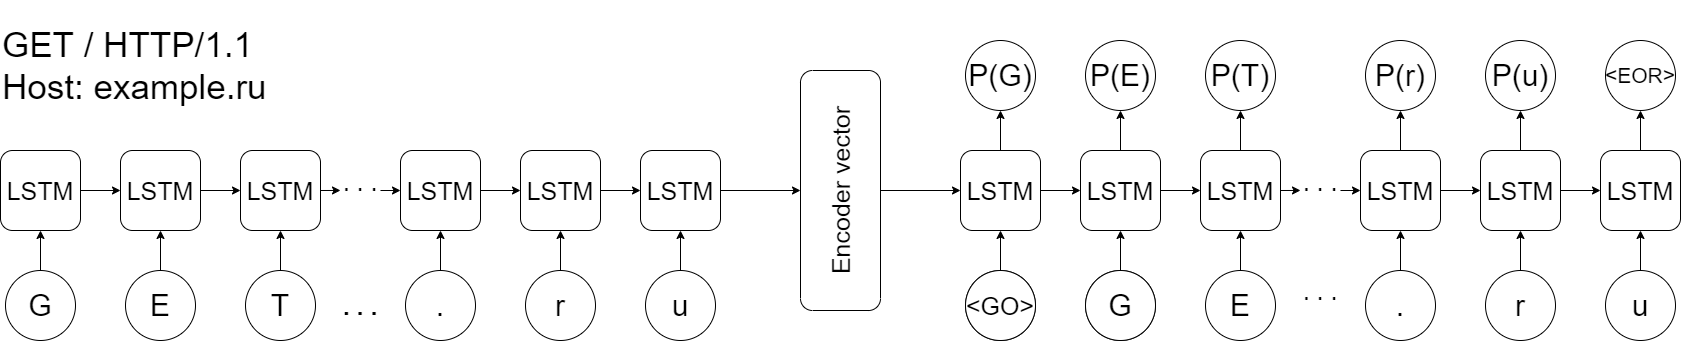 GET / HTTP/1.1
Host: example.ru
P(G) P(E) P(T) P(r) P(u) <EOR>
LSTM LSTM LSTM ... LSTM LSTM LSTM Encoder vector LSTM LSTM LSTM ... LSTM LSTM LSTM
G E T ... . r u <GO> G E ... . r u